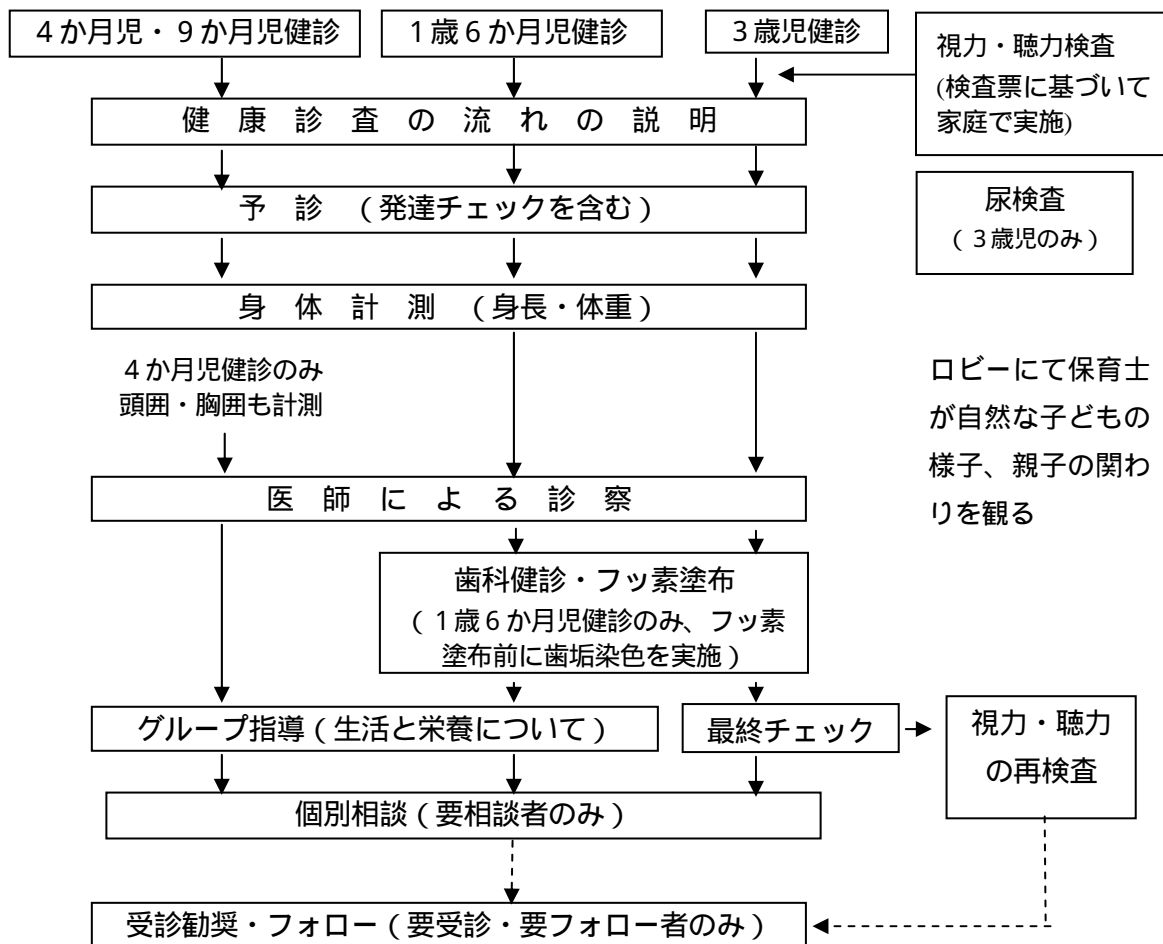 4か月児・9か月児健診
1歳6か月児健診
3歳児健診
視力・聴力検査
(検査票に基づいて
家庭で実施)
健康診査の流れの説明
予診（発達チェックを含む）
尿検査
（3歳児のみ）
身体計測（身長・体重）
4か月児健診のみ
頭囲・胸囲も計測
ロビーにて保育士
が自然な子どもの
様子、親子の関わ
りを観る
医師による診察
歯科健診・フッ素塗布
（1歳6か月児健診のみ、フッ素
塗布前に歯垢染色を実施）
グループ指導（生活と栄養について）
最終チェック
視力・聴力
の再検査
個別相談（要相談者のみ）
受診勧奨・フォロー（要受診・要フォロー者のみ）